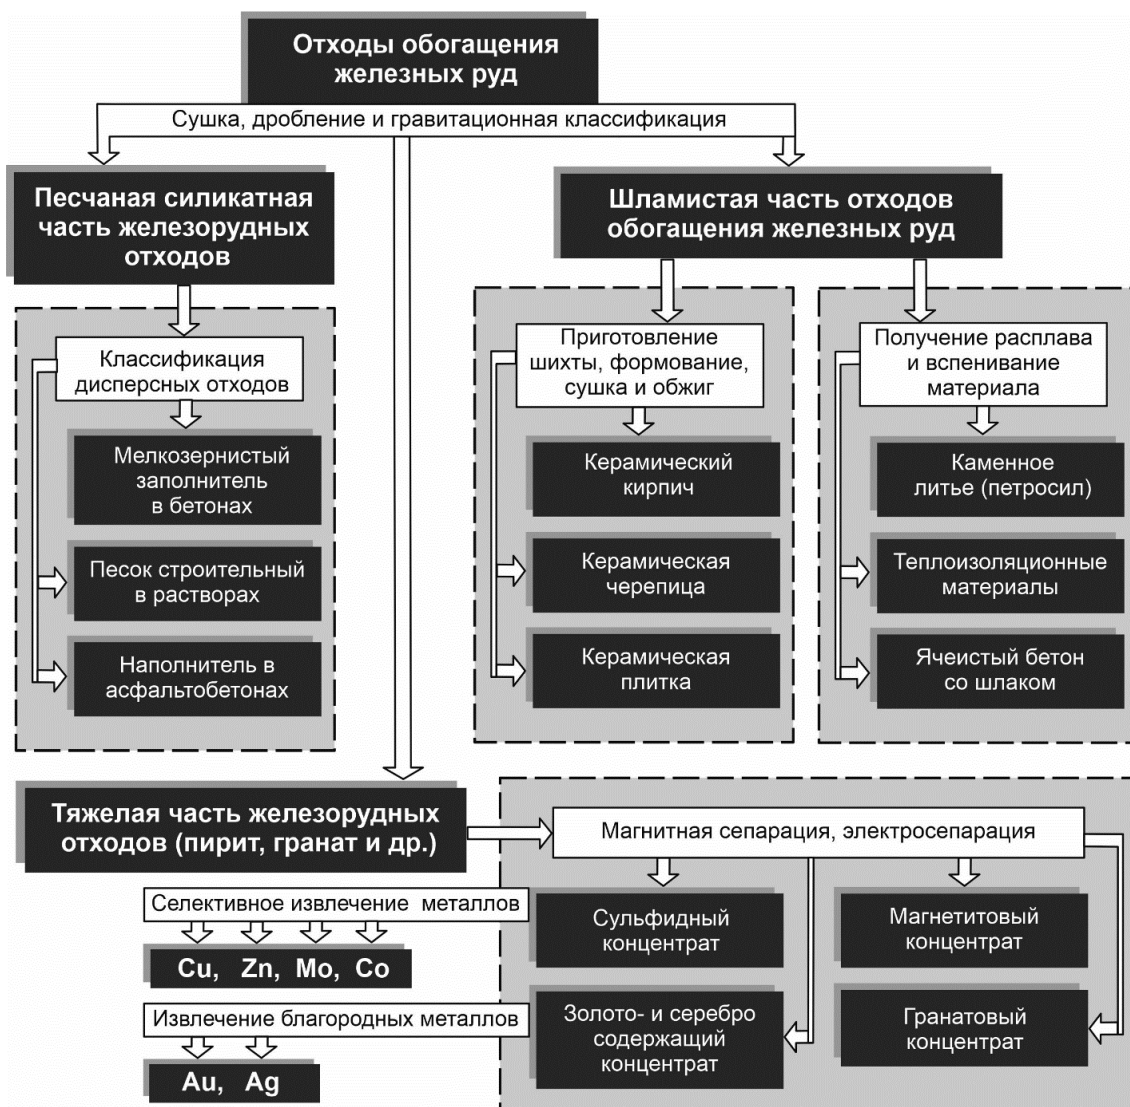 Отходы обогащения
железных руд
Сушка, дробление и гравитационная классификация
Песчаная силикатная
часть железорудных
отходов
Шламистая часть отходов
обогащения железных руд
Классификация
дисперсных отходов
Мелкозернистый
заполнитель
в бетонах
Песок строительный
в растворах
Наполнитель в
асфальтобетонах
Приготовление
шихты, формование,
сушка и обжиг
Керамический
кирпич
Керамическая
черепица
Керамическая
плитка
Получение расплава
и вспенивание
материала
Каменное
литье (петросил)
Теплоизоляционные
материалы
Ячеистый бетон
со шлаком
Тяжелая часть железорудных
отходов (пирит, гранат и др.)
Магнитная сепарация, электросепарация
Селективное извлечение металлов
Cu, Zn, Mo, Co
Сульфидный
концентрат
Магнетитовый
концентрат
Извлечение благородных металлов
Au, Ag
Золото- и серебро
содержащий
концентрат
Гранатовый
концентрат